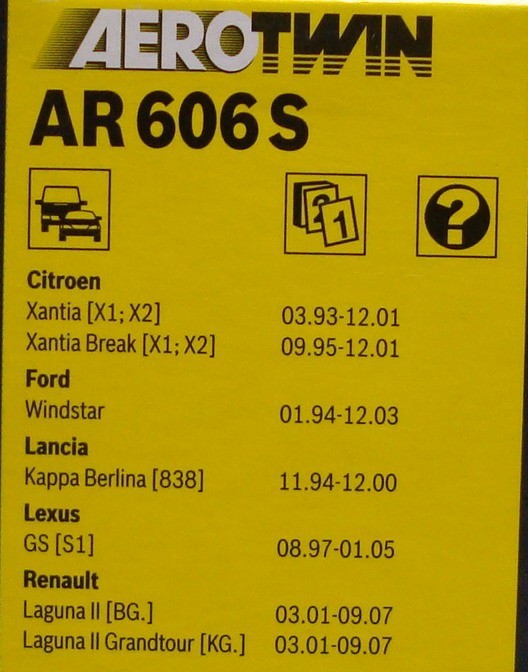 AEROTWIN
AR 606 S
21
?
Citroen
Xantia [X1; X2] 03.93-12.01
Xantia Break [X1; X2] 09.95-12.01
Ford
Windstar 01.94-12.03
Lancia
Kappa Berlina [838] 11.94-12.00
Lexus
GS [S1] 08.97-01.05
Renault
Laguna II [BG.] 03.01-09.07
Laguna II Grandtour [KG.] 03.01-09.07